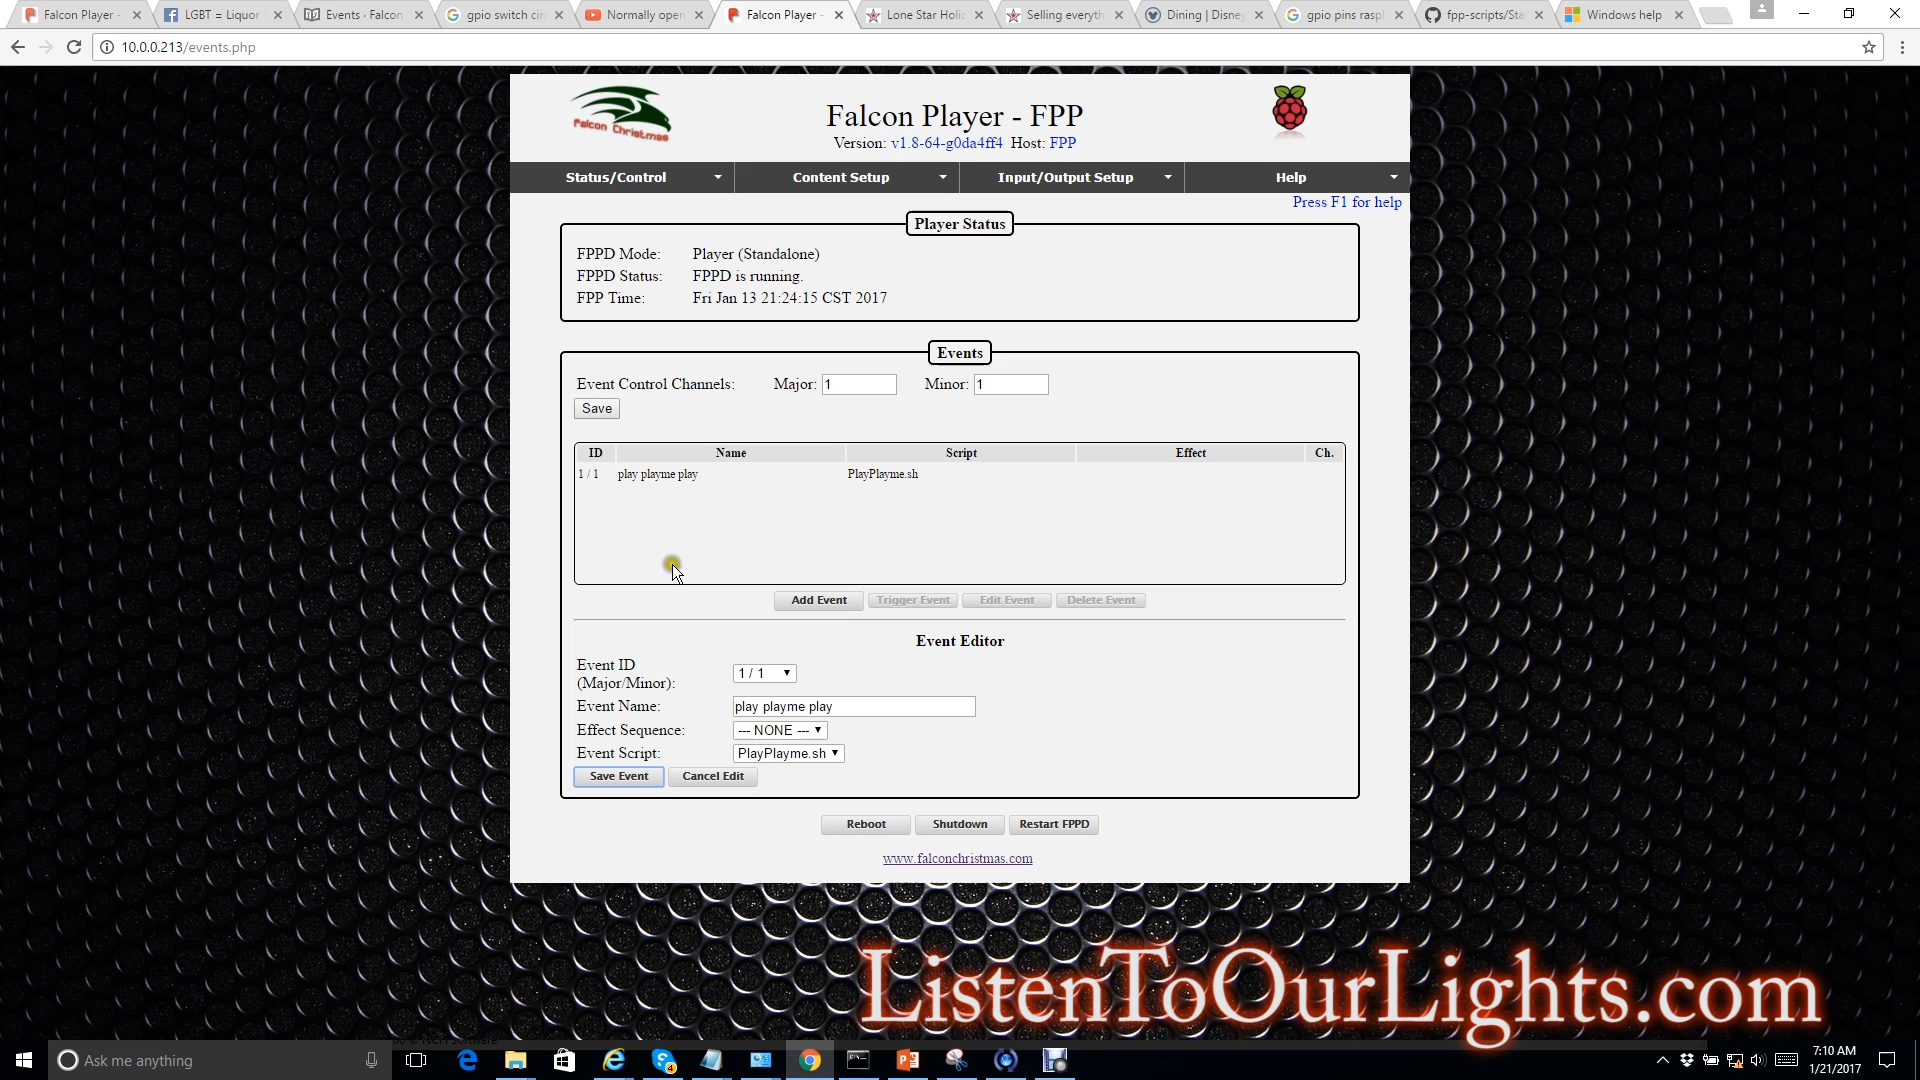 Falcon Player -
LGBT = Liquor
Events · Falcon
gpio switch cir
Normally open
Falcon Player -
Lone Star Holid
Selling everyth
Dining | Disney
gpio pins raspl
fpp-scripts/Sta
Windows help
10.0.0.213/events.php
Falcon Christmas
Falcon Player - FPP
Version: v1.8-64-g0da4ff4 Host: FPP
Status/Control
Content Setup
Input/Output Setup
Help
Press F1 for help
Player Status
FPPD Mode: Player (Standalone)
FPPD Status: FPPD is running.
FPP Time: Fri Jan 13 21:24:15 CST 2017
Events
Event Control Channels: Major: 1 Minor: 1
Save
ID Name Script Effect Ch.
1 / 1 play playme play PlayPlayme.sh
Add Event Trigger Event Edit Event Delete Event
Event Editor
Event ID
(Major/Minor): 1 / 1
Event Name: play playme play
Effect Sequence: --- NONE ---
Event Script: PlayPlayme.sh
Save Event Cancel Edit
Reboot Shutdown Restart FPPD
www.falconchristmas.com
ListenToOurLights.com
Ask me anything
4
7:10 AM
1/21/2017